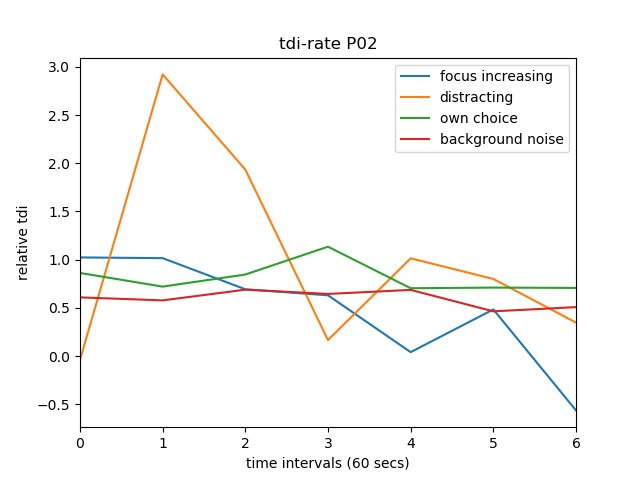 tdi-rate P02
3.0
2.5
2.0
1.5
1.0
0.5
0.0
−0.5
relative tdi
focus increasing
distracting
own choice
background noise
0 1 2 3 4 5 6
time intervals (60 secs)